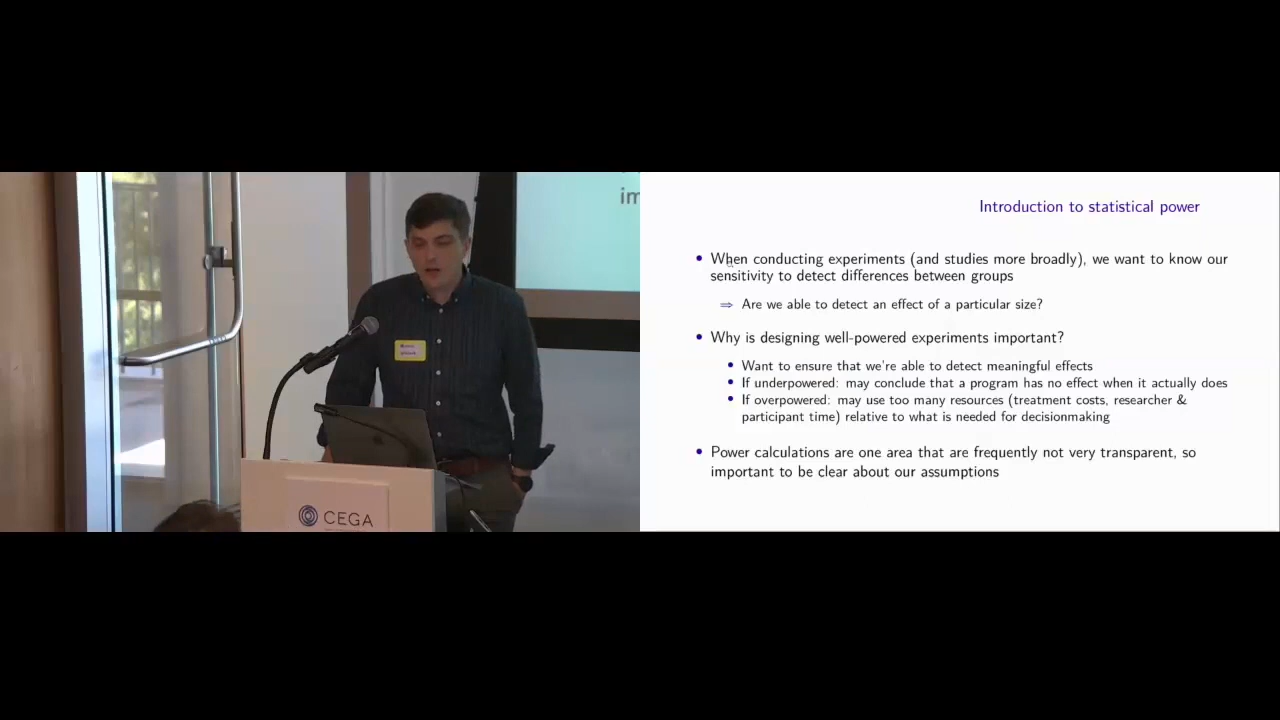 im
CEGA
Introduction to statistical power
• When conducting experiments (and studies more broadly), we want to know our
sensitivity to detect differences between groups
⇒ Are we able to detect an effect of a particular size?
• Why is designing well-powered experiments important?
• Want to ensure that we're able to detect meaningful effects
• If underpowered: may conclude that a program has no effect when it actually does
• If overpowered: may use too many resources (treatment costs, researcher &
participant time) relative to what is needed for decisionmaking
• Power calculations are one area that are frequently not very transparent, so
important to be clear about our assumptions